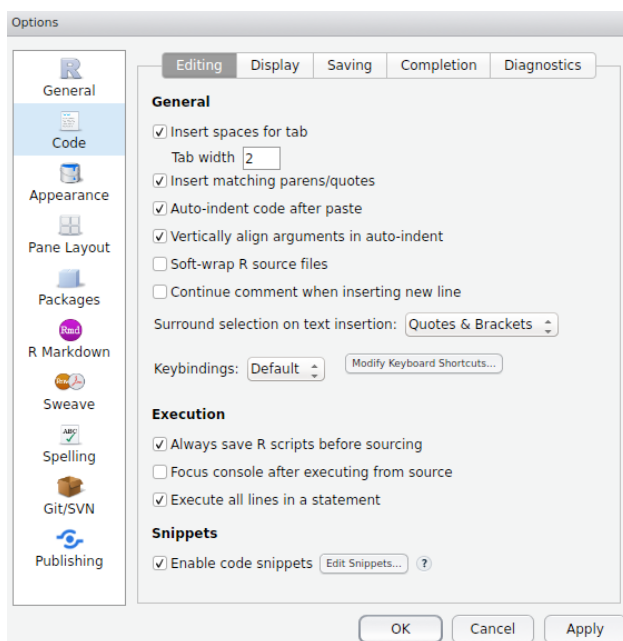 Options
Editing Display Saving Completion Diagnostics
R
General
Code
Appearance
Pane Layout
Packages
Rmd
R Markdown
Sweave
ABC
Spelling
Git/SVN
Publishing
General
Insert spaces for tab
Tab width 2
Insert matching parens/quotes
Auto-indent code after paste
Vertically align arguments in auto-indent
Soft-wrap R source files
Continue comment when inserting new line
Surround selection on text insertion: Quotes & Brackets
Keybindings: Default Modify Keyboard Shortcuts...
Execution
Always save R scripts before sourcing
Focus console after executing from source
Execute all lines in a statement
Snippets
Enable code snippets Edit Snippets... ?
OK Cancel Apply